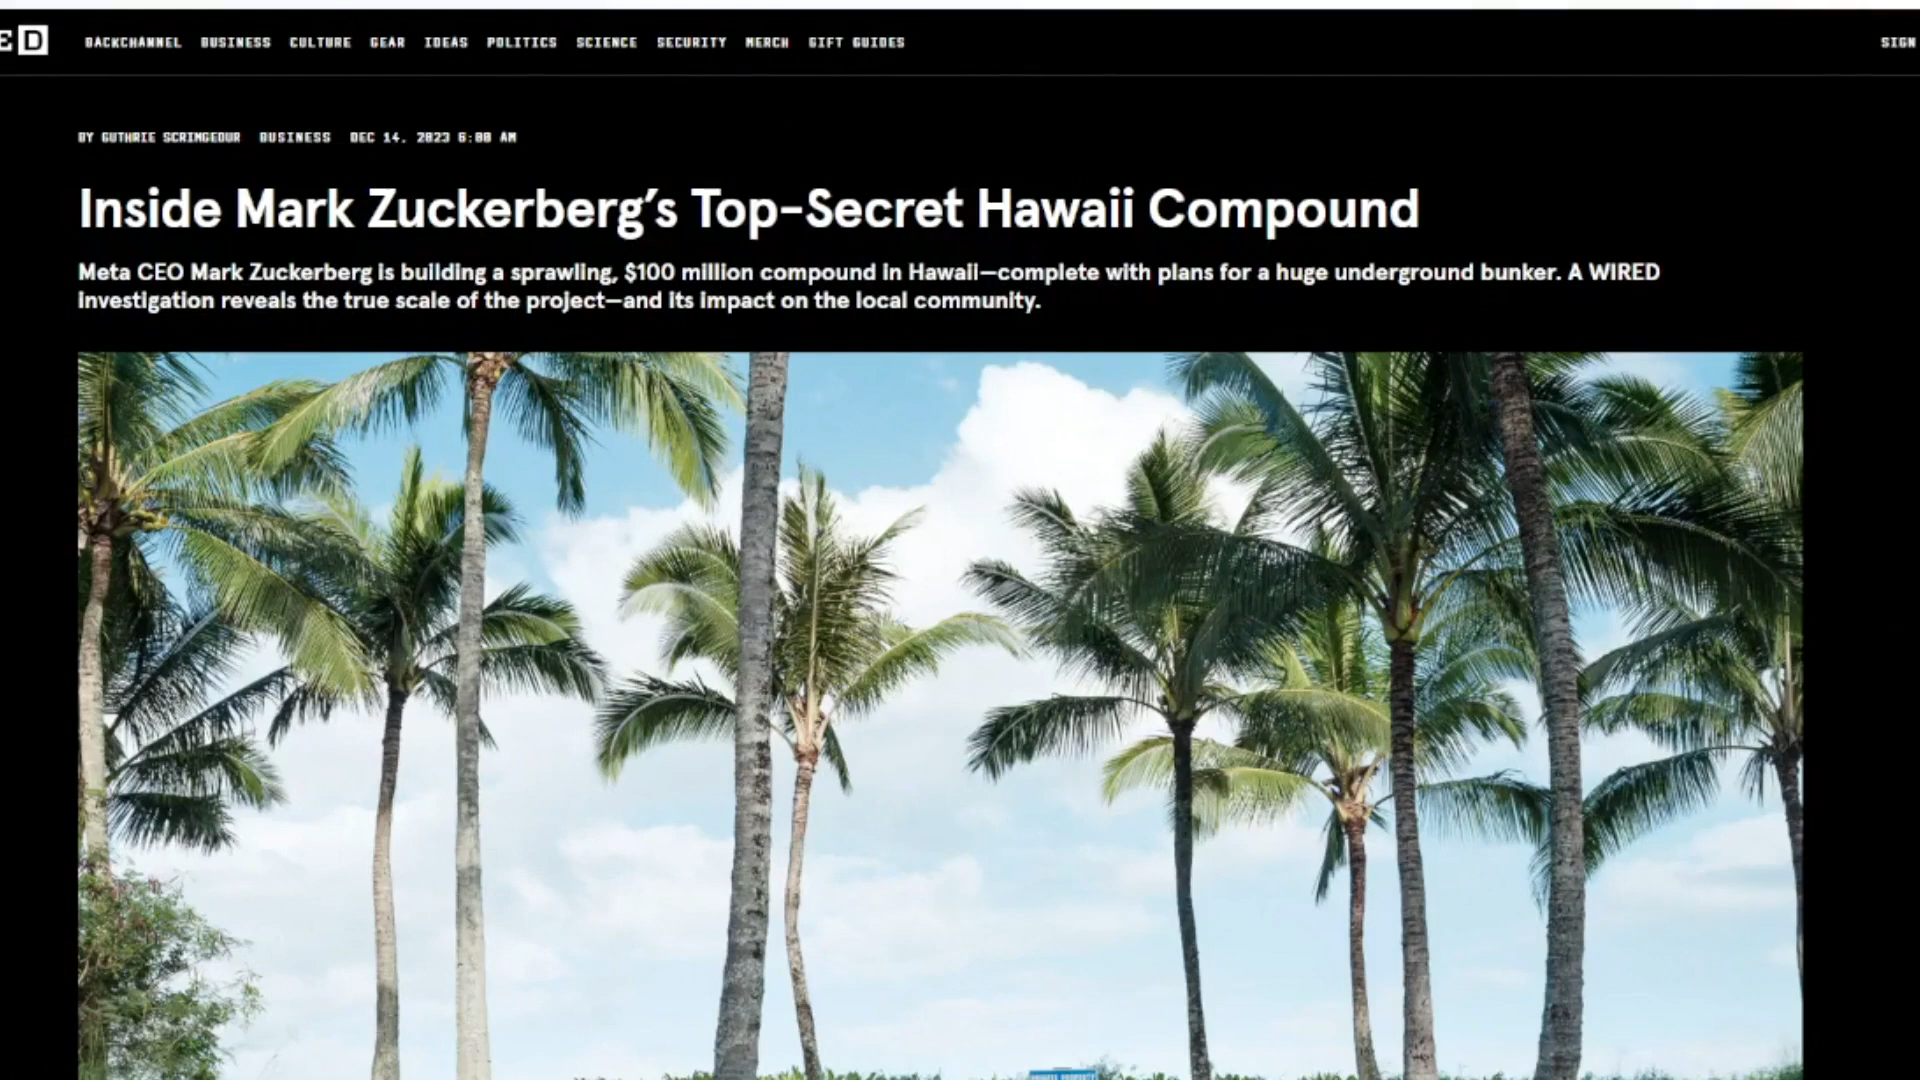 ED
BACKCHANNEL BUSINESS CULTURE GEAR IDEAS POLITICS SCIENCE SECURITY MERCH GIFT GUIDES
SIGN
BY GUTHRIE SCRIMGEOUR BUSINESS DEC 14, 2023 6:00 AM
Inside Mark Zuckerberg’s Top-Secret Hawaii Compound
Meta CEO Mark Zuckerberg is building a sprawling, $100 million compound in Hawaii—complete with plans for a huge underground bunker. A WIRED
investigation reveals the true scale of the project—and its impact on the local community.